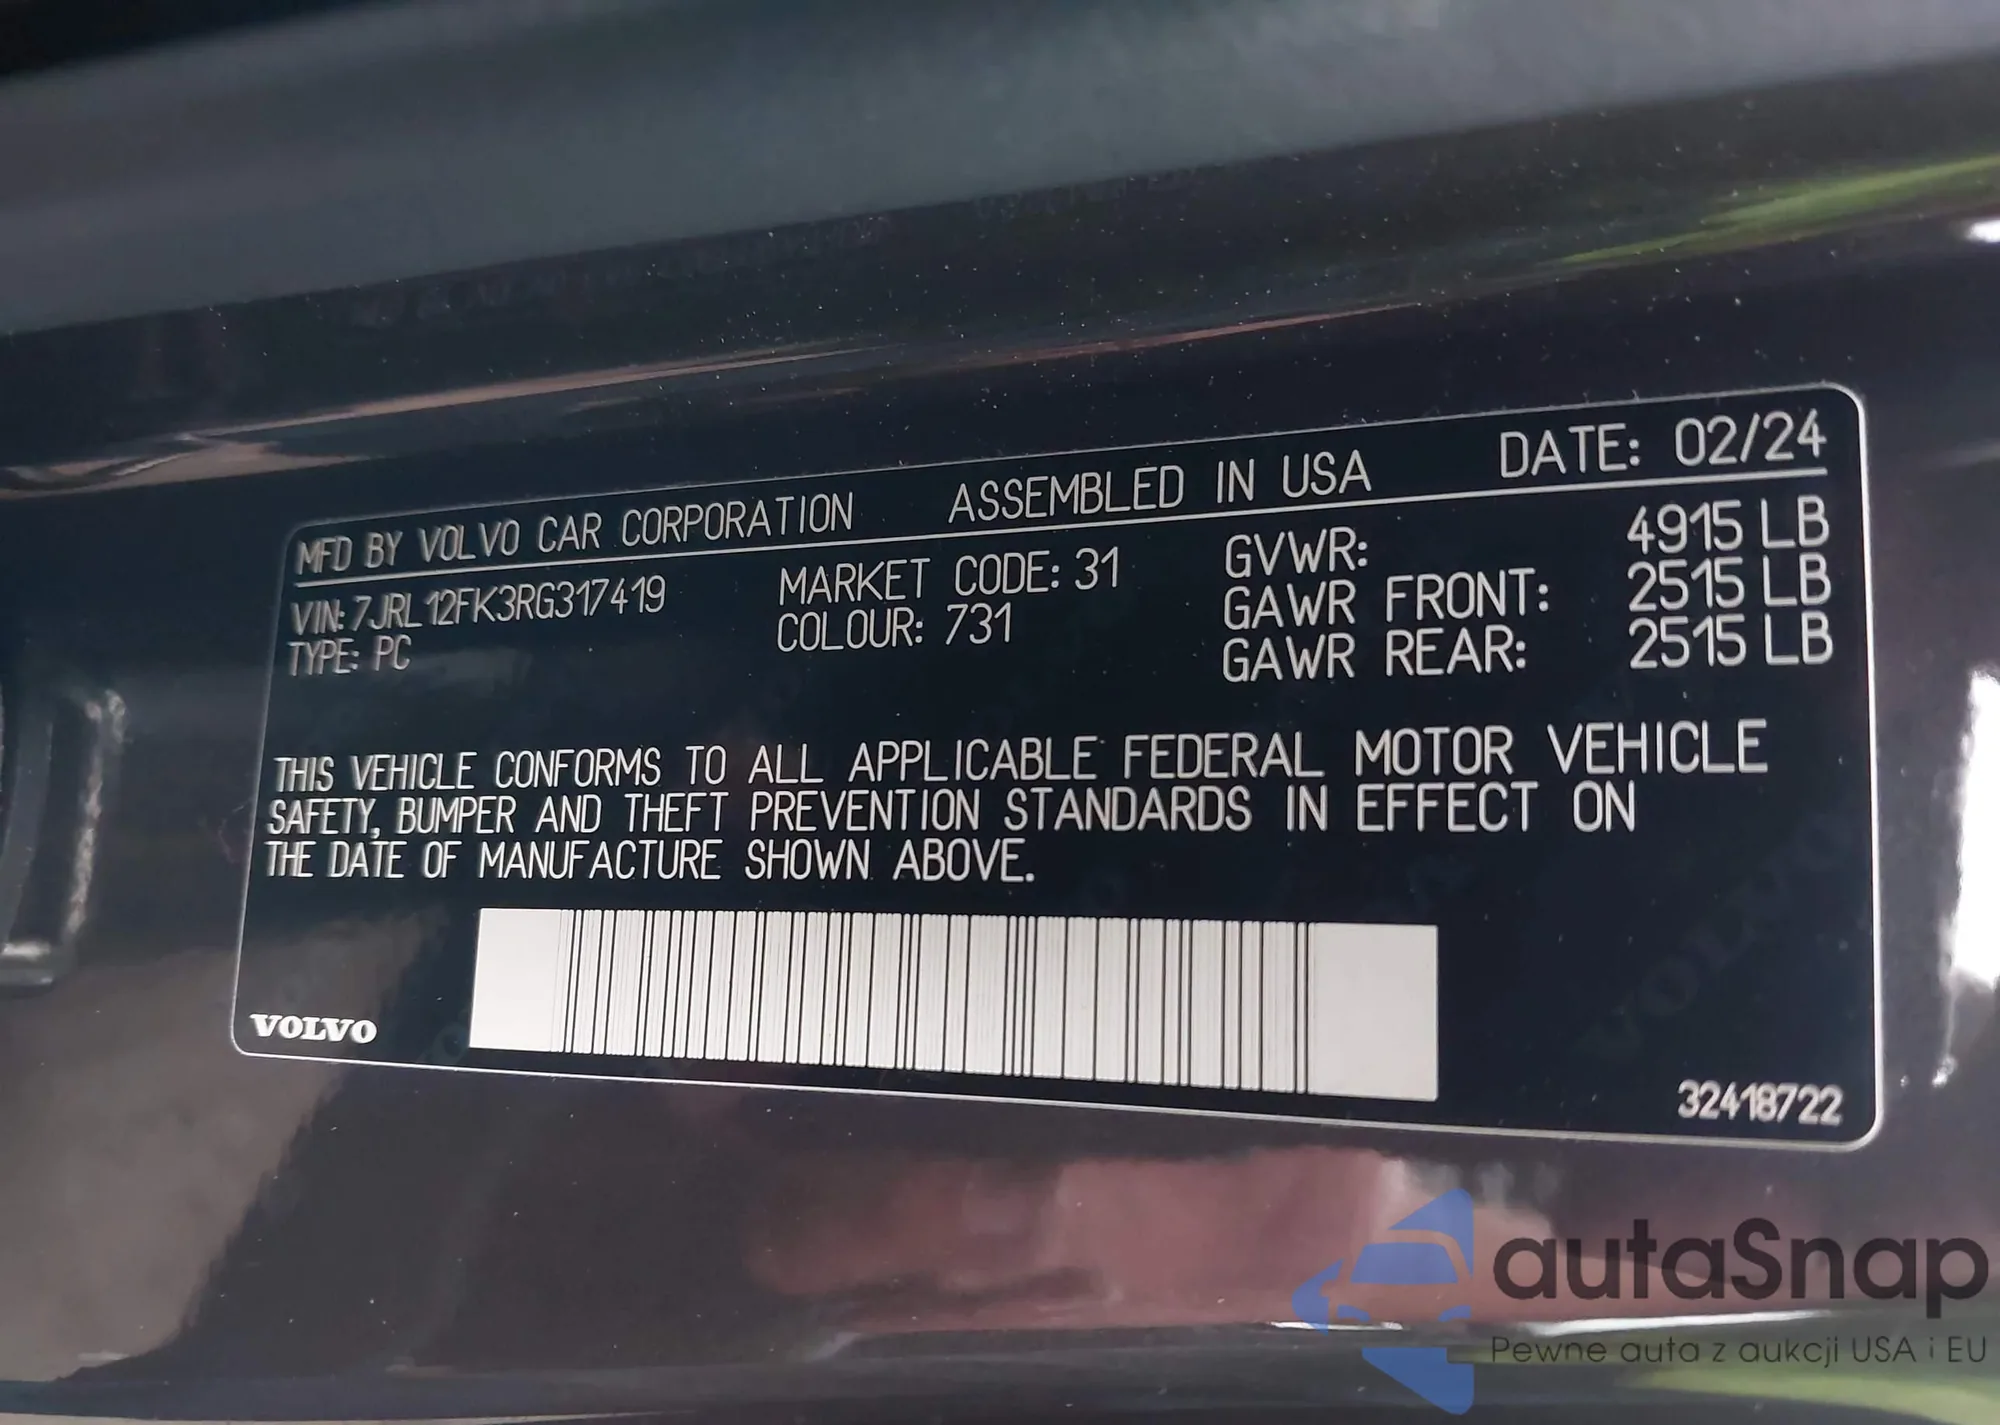 MFD BY VOLVO CAR CORPORATION ASSEMBLED IN USA DATE: 02/24
VIN: 7JRL12FK3RG317419 MARKET CODE: 31 GVWR: 4915 LB
TYPE: PC COLOUR: 731 GAWR FRONT: 2515 LB
GAWR REAR: 2515 LB
THIS VEHICLE CONFORMS TO ALL APPLICABLE FEDERAL MOTOR VEHICLE
SAFETY, BUMPER AND THEFT PREVENTION STANDARDS IN EFFECT ON
THE DATE OF MANUFACTURE SHOWN ABOVE.
VOLVO
32418722
autaSnap
Pewne auta z aukcji USA i EU